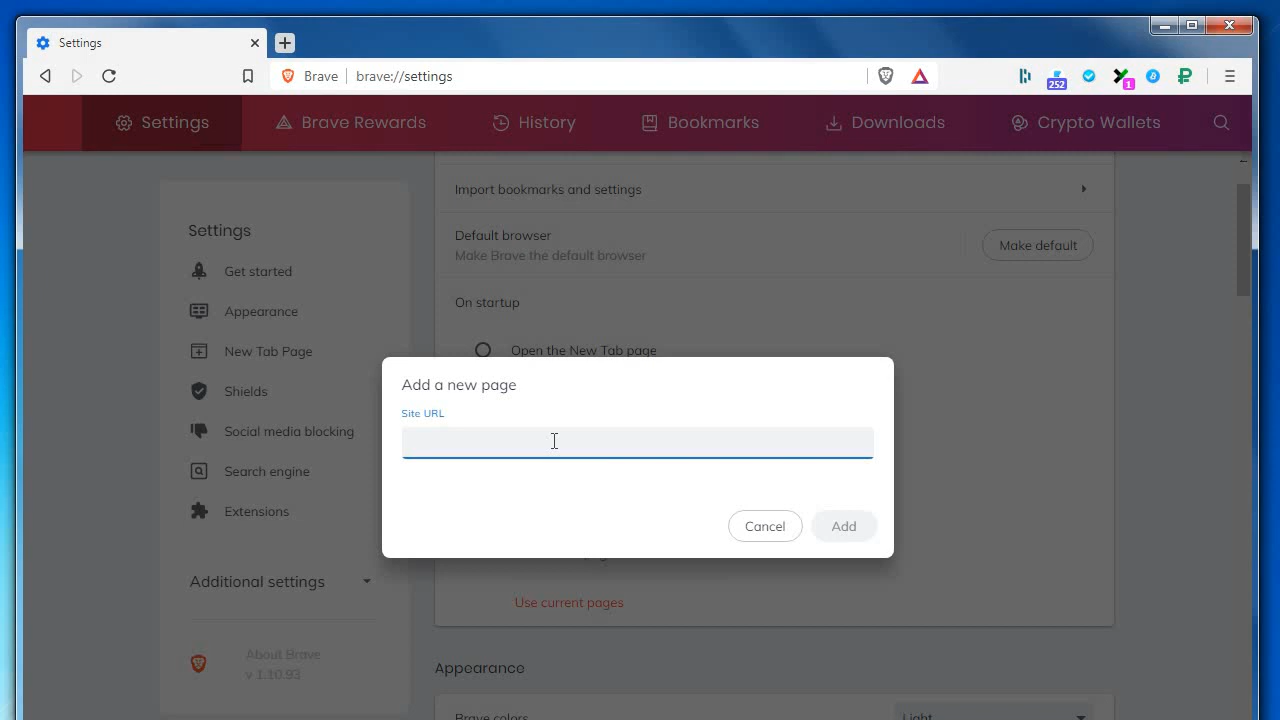 Settings
Brave brave://settings
252
1
Settings Brave Rewards History Bookmarks Downloads Crypto Wallets
Settings
Get started
Appearance
New Tab Page
Shields
Social media blocking
Search engine
Extensions
Additional settings
About Brave
v 1.10.93
Import bookmarks and settings
Default browser
Make Brave the default browser
Make default
On startup
Open the New Tab page
Add a new page
Site URL
Cancel Add
Use current pages
Appearance
Brave colors Light